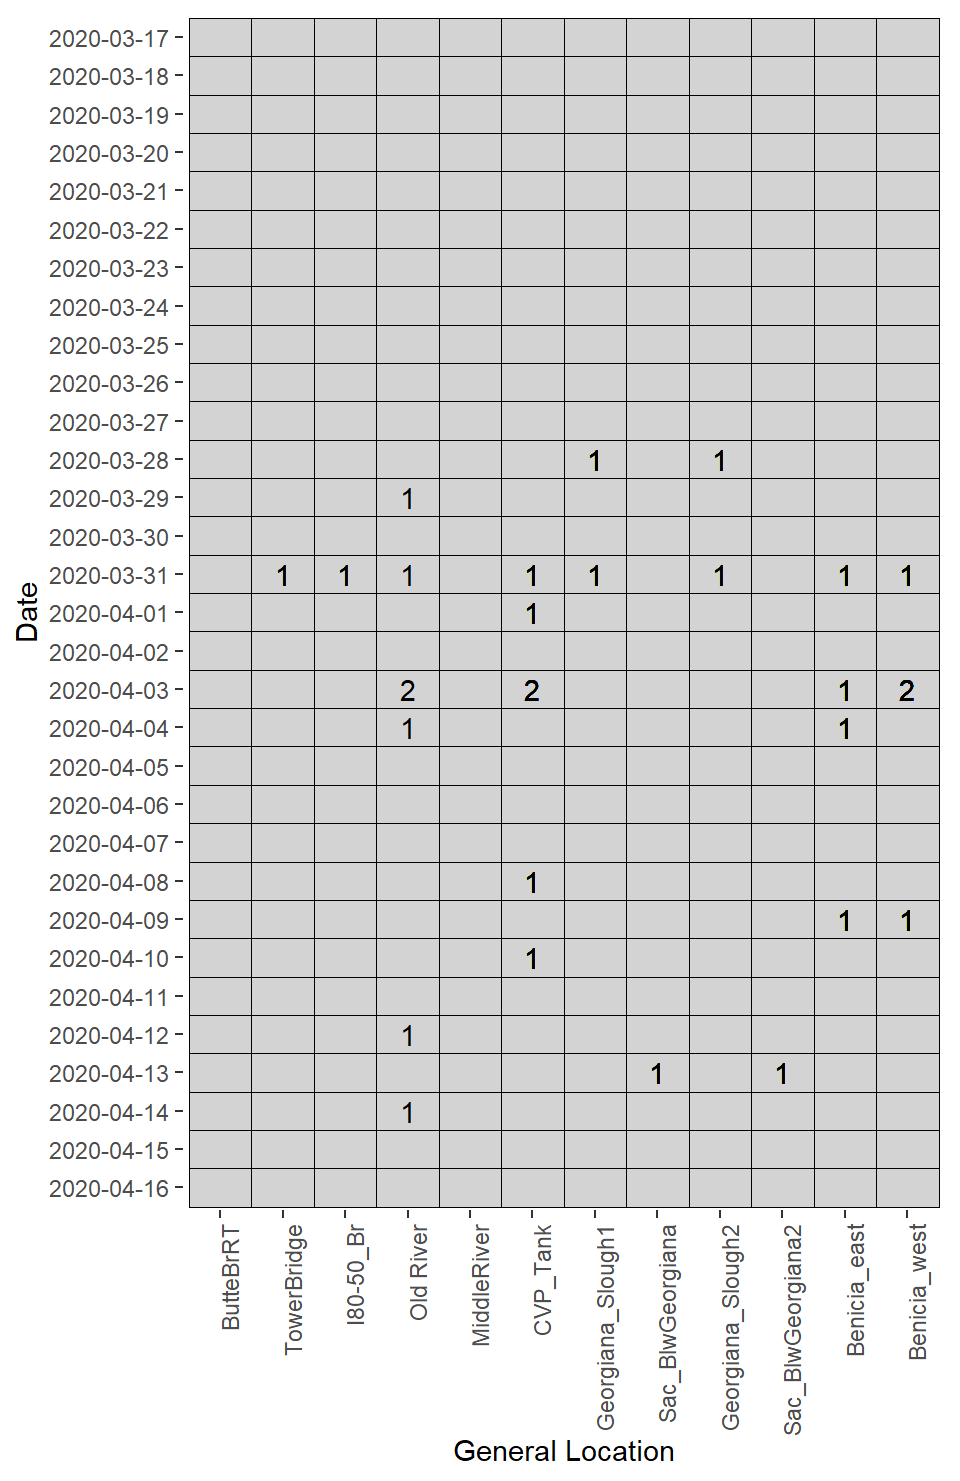 2020-03-17
2020-03-18
2020-03-19
2020-03-20
2020-03-21
2020-03-22
2020-03-23
2020-03-24
2020-03-25
2020-03-26
2020-03-27
2020-03-28 1 1
2020-03-29 1
2020-03-30
2020-03-31 1 1 1 1 1 1 1 1
2020-04-01 1
2020-04-02
2020-04-03 2 2 1 2
2020-04-04 1 1
2020-04-05
2020-04-06
2020-04-07
2020-04-08 1
2020-04-09 1 1
2020-04-10 1
2020-04-11
2020-04-12 1
2020-04-13 1 1
2020-04-14 1
2020-04-15
2020-04-16
Date
ButteBrRT
TowerBridge
I80-50_Br
Old River
MiddleRiver
CVP_Tank
Georgiana_Slough1
Sac_BlwGeorgiana
Georgiana_Slough2
Sac_BlwGeorgiana2
Benicia_east
Benicia_west
General Location